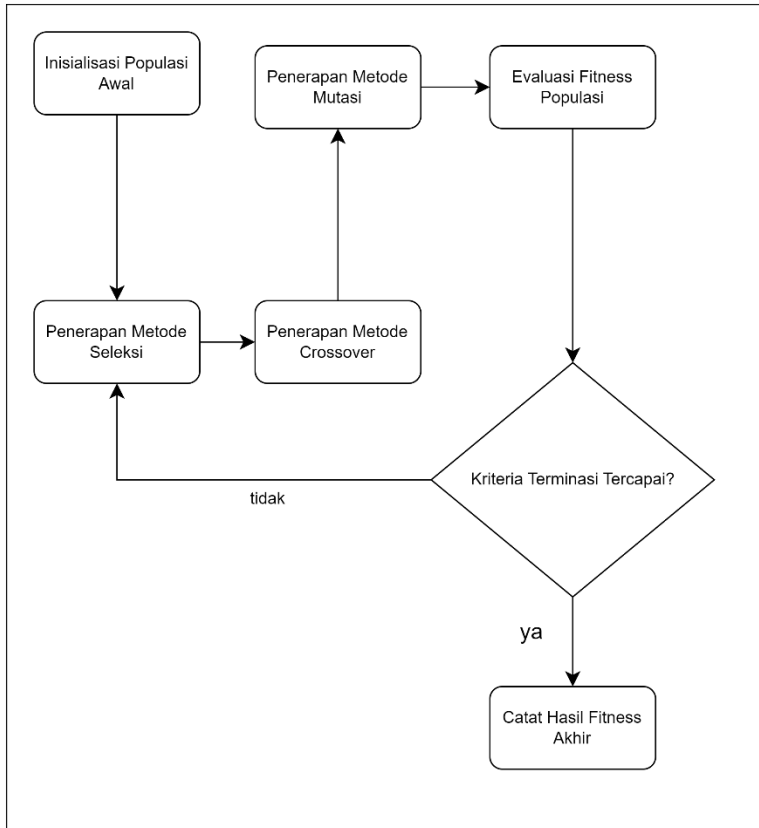 Inisialisasi Populasi
Awal
Penerapan Metode
Mutasi
Evaluasi Fitness
Populasi
Penerapan Metode
Seleksi
Penerapan Metode
Crossover
Kriteria Terminasi Tercapai?
tidak
ya
Catat Hasil Fitness
Akhir